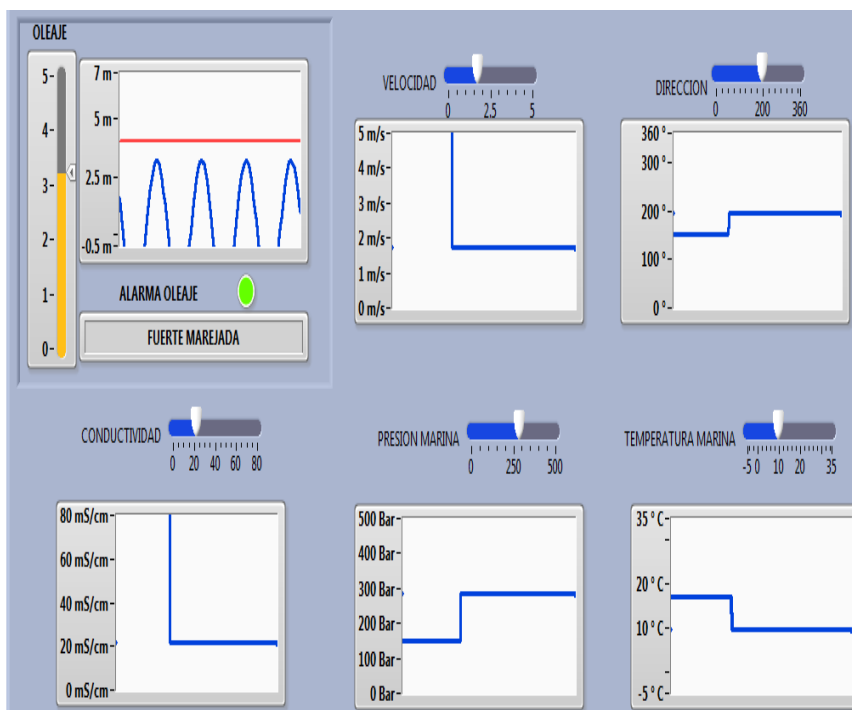 OLEAJE
5
4
3
2
1
0
7 m
5 m
2.5 m
-0.5 m
ALARMA OLEAJE
FUERTE MAREJADA
VELOCIDAD
0 2.5 5
5 m/s
4 m/s
3 m/s
2 m/s
1 m/s
0 m/s
DIRECCION
0 200 360
360 º
300 º
200 º
100 º
0 º
CONDUCTIVIDAD
0 20 40 60 80
80 mS/cm
60 mS/cm
40 mS/cm
20 mS/cm
0 mS/cm
PRESION MARINA
0 250 500
500 Bar
400 Bar
300 Bar
200 Bar
100 Bar
0 Bar
TEMPERATURA MARINA
-5 0 10 20 35
35 º C
20 º C
10 º C
-5 º C